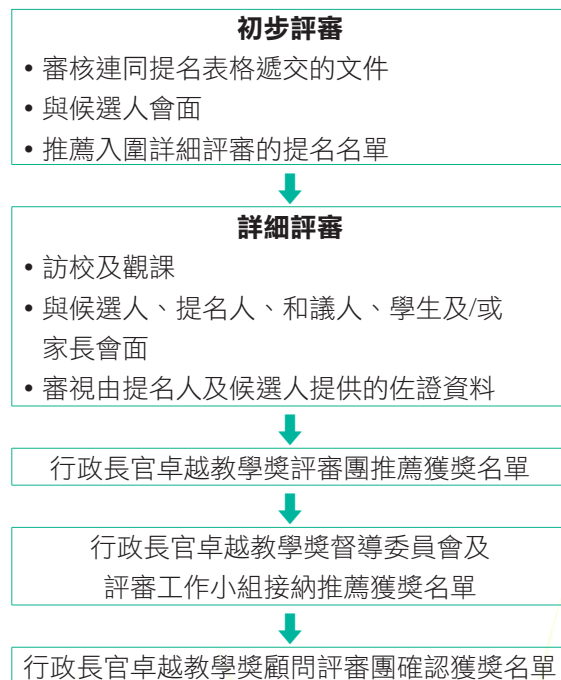 初步評審
• 審核連同提名表格遞交的文件
• 與候選人會面
• 推薦入圍詳細評審的提名名單
詳細評審
• 訪校及觀課
• 與候選人、提名人、和議人、學生及/或
家長會面
• 審視由提名人及候選人提供的佐證資料
行政長官卓越教學獎評審團推薦獲獎名單
行政長官卓越教學獎督導委員會及
評審工作小組接納推薦獲獎名單
行政長官卓越教學獎顧問評審團確認獲獎名單